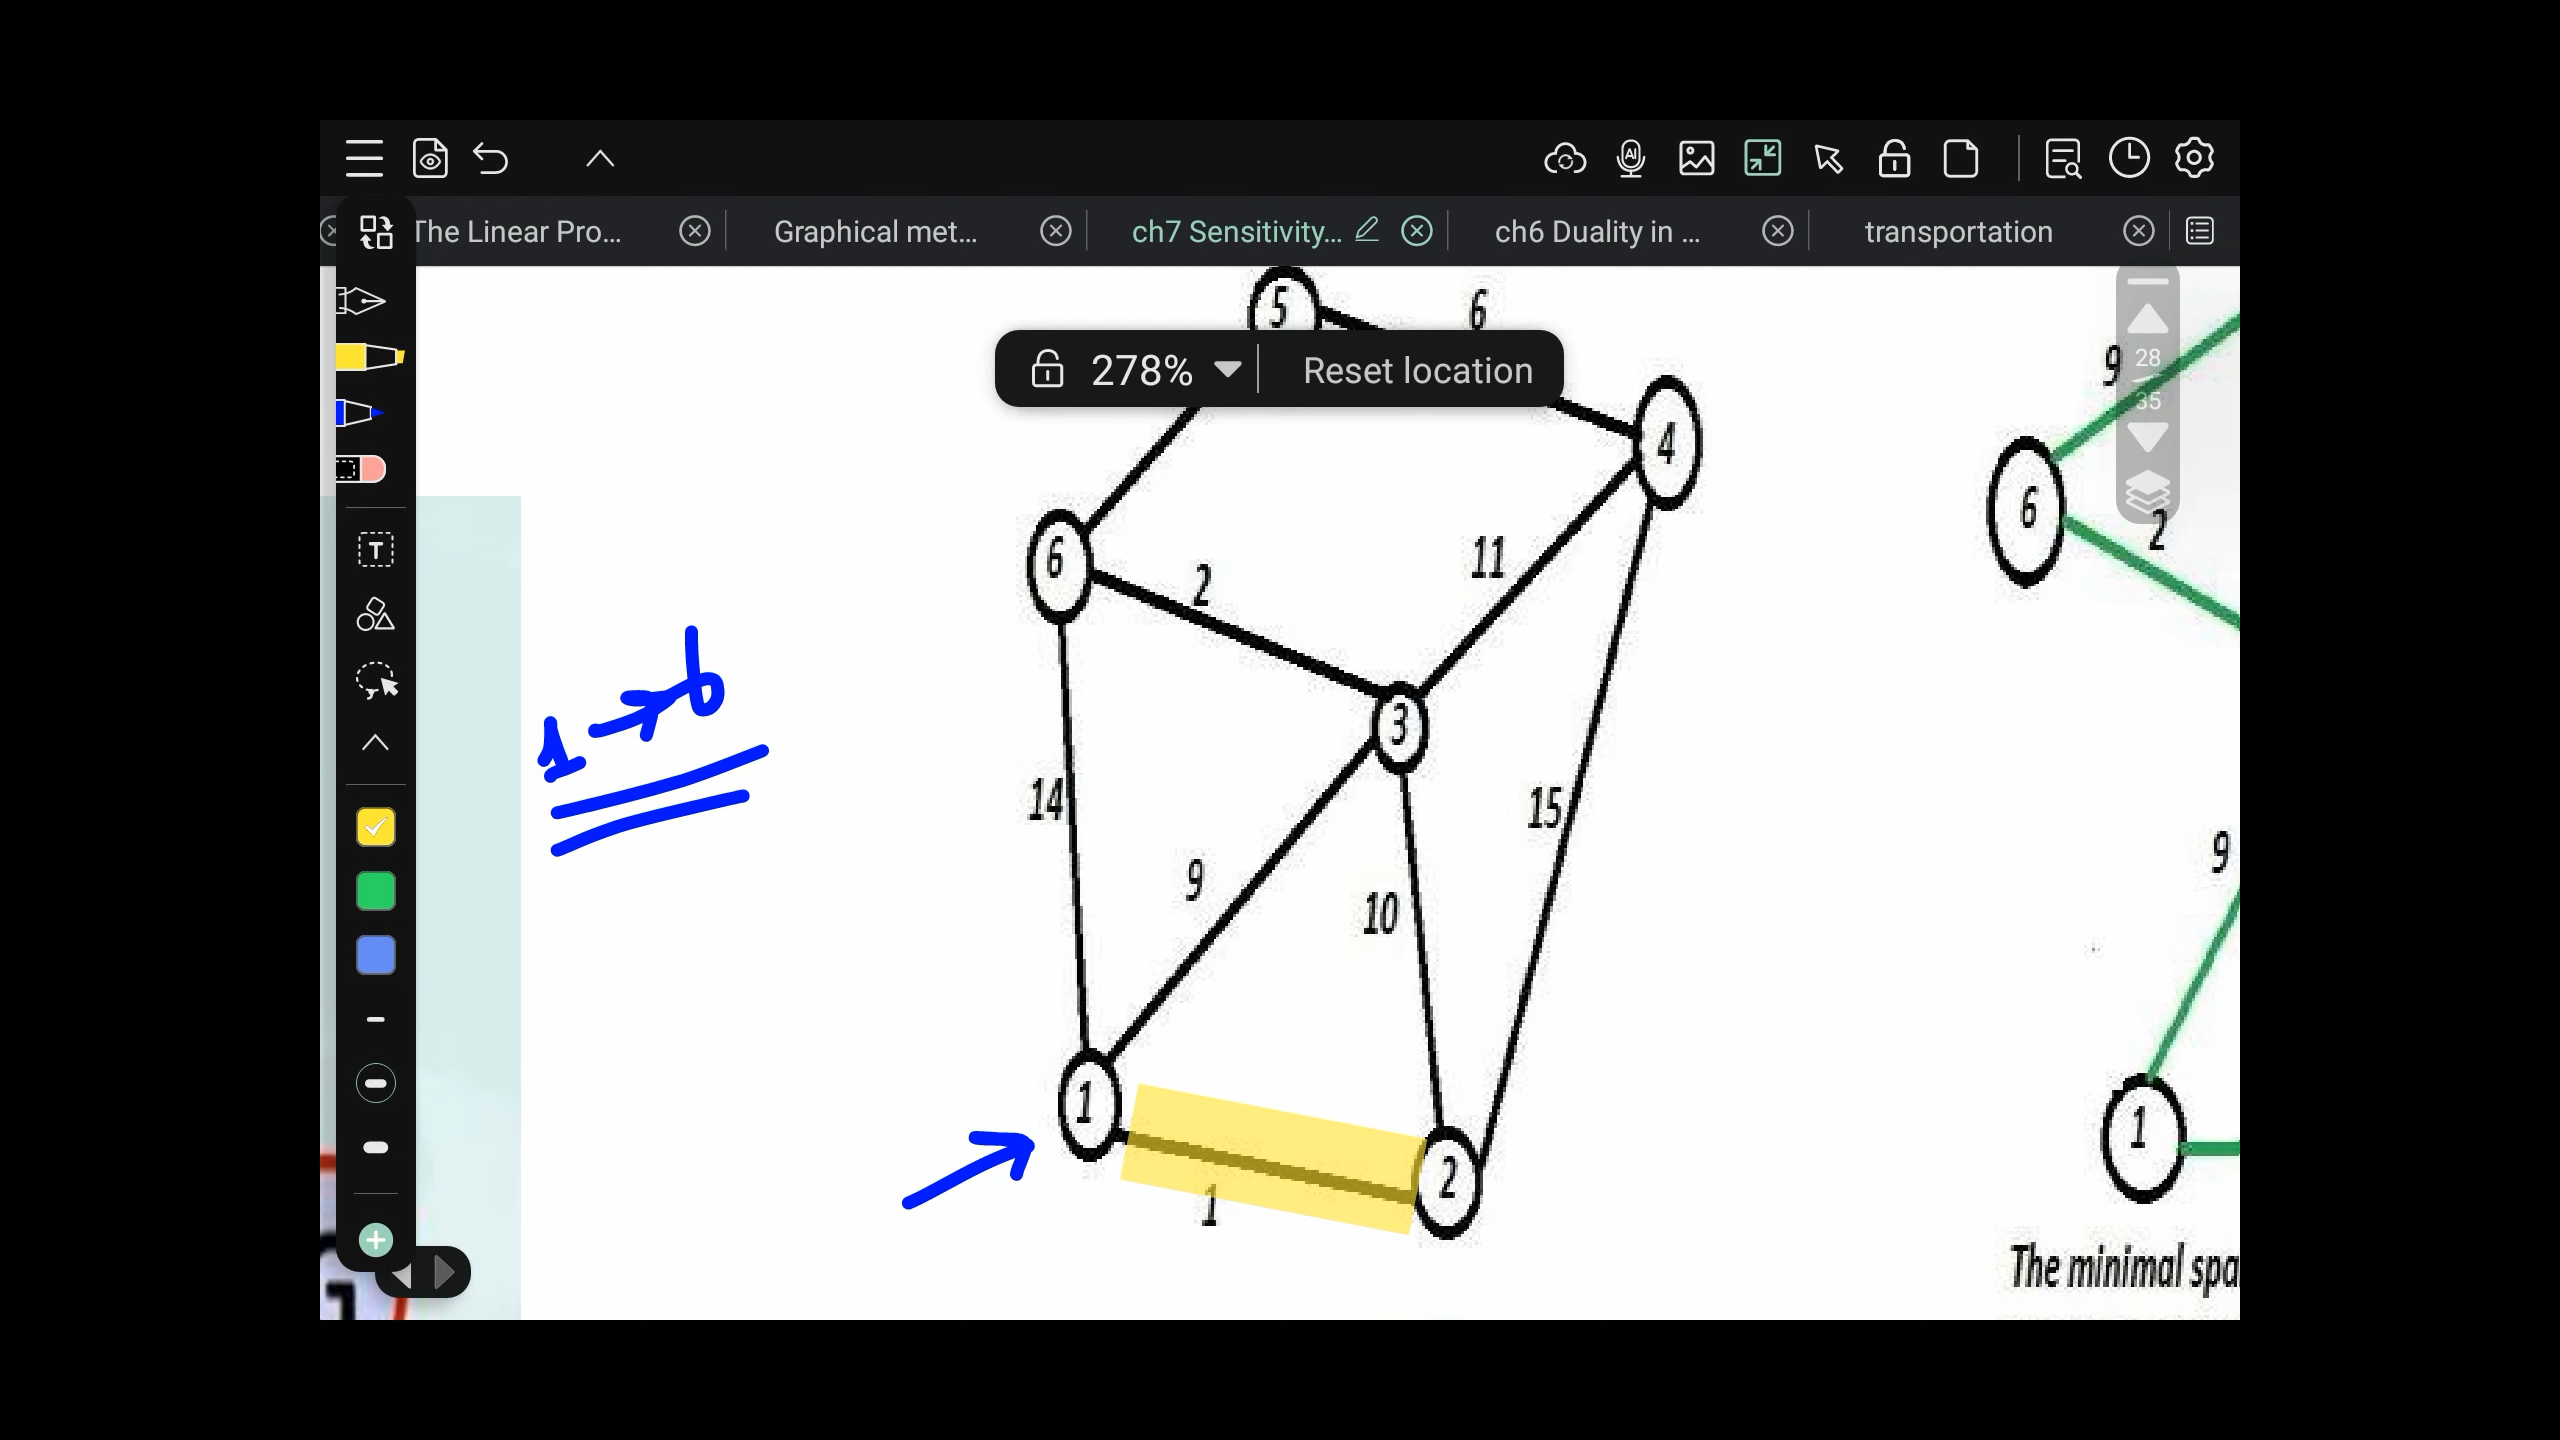 The Linear Pro...
Graphical met...
ch7 Sensitivity...
ch6 Duality in ...
transportation
278%
Reset location
28
35
T
AI
5
6
4
6
2
11
3
14
9
10
15
1
2
1
1 → 6
9
6
2
9
1
The minimal spa